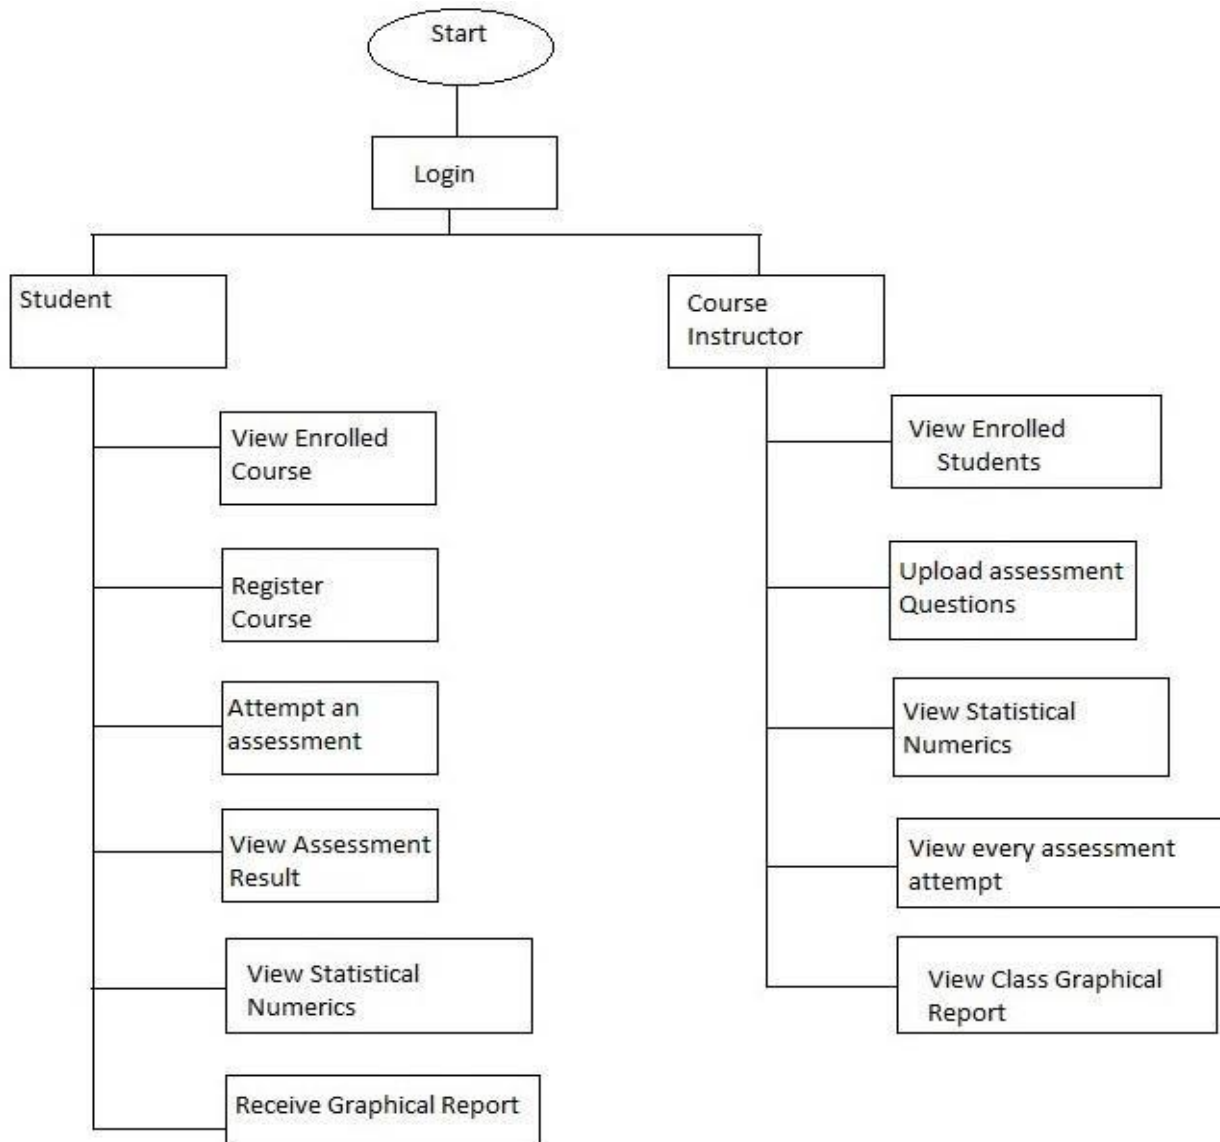 Start
Login
Student
Course
Instructor
View Enrolled
Course
Register
Course
Attempt an
assessment
View Assessment
Result
View Statistical
Numerics
Receive Graphical Report
View Enrolled
Students
Upload assessment
Questions
View Statistical
Numerics
View every assessment
attempt
View Class Graphical
Report